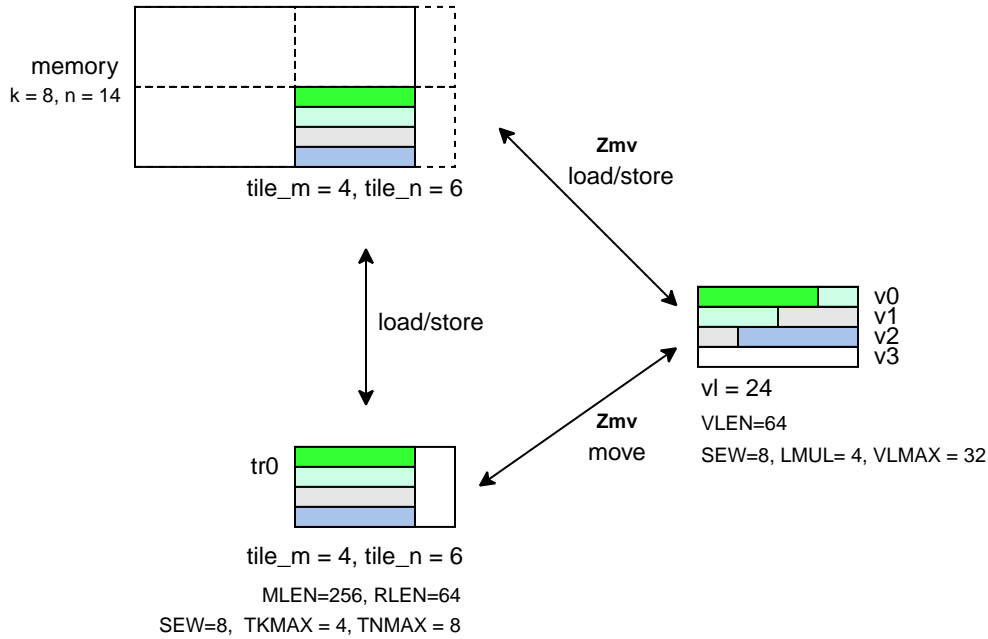 memory
k = 8, n = 14
tile_m = 4, tile_n = 6
Zmv
load/store
load/store
v0
v1
v2
v3
vl = 24
VLEN=64
SEW=8, LMUL= 4, VLMAX = 32
Zmv
move
tr0
tile_m = 4, tile_n = 6
MLEN=256, RLEN=64
SEW=8, TKMAX = 4, TNMAX = 8